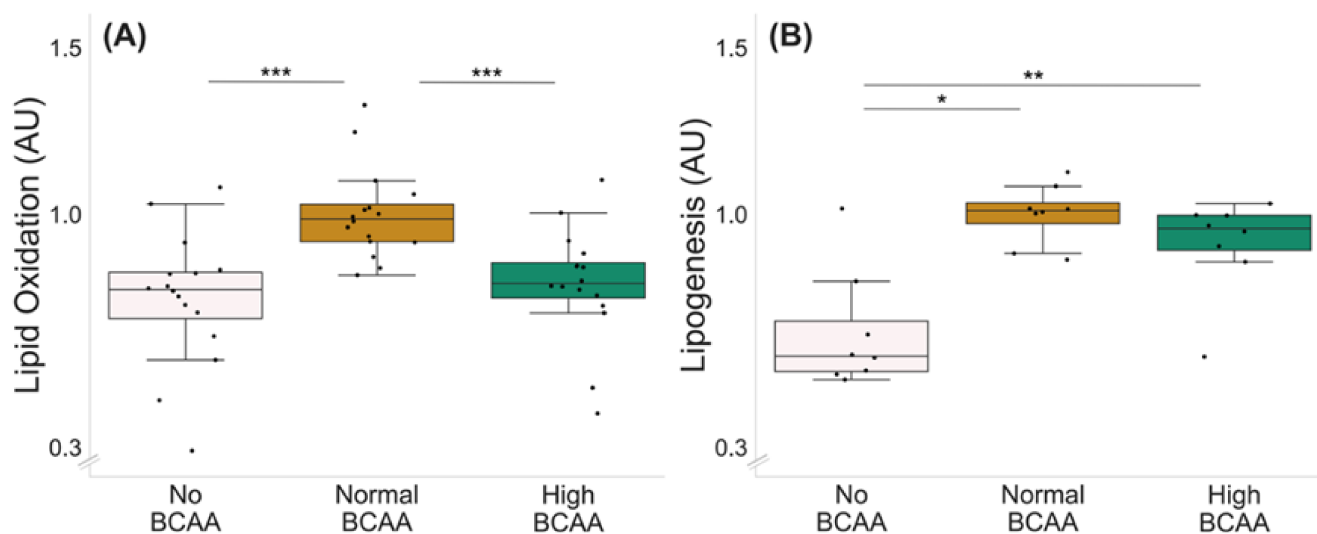 (A)
1.5
***
***
1.0
0.3
Lipid Oxidation (AU)
No
BCAA
Normal
BCAA
High
BCAA
(B)
1.5
**
*
1.0
0.3
Lipogenesis (AU)
No
BCAA
Normal
BCAA
High
BCAA